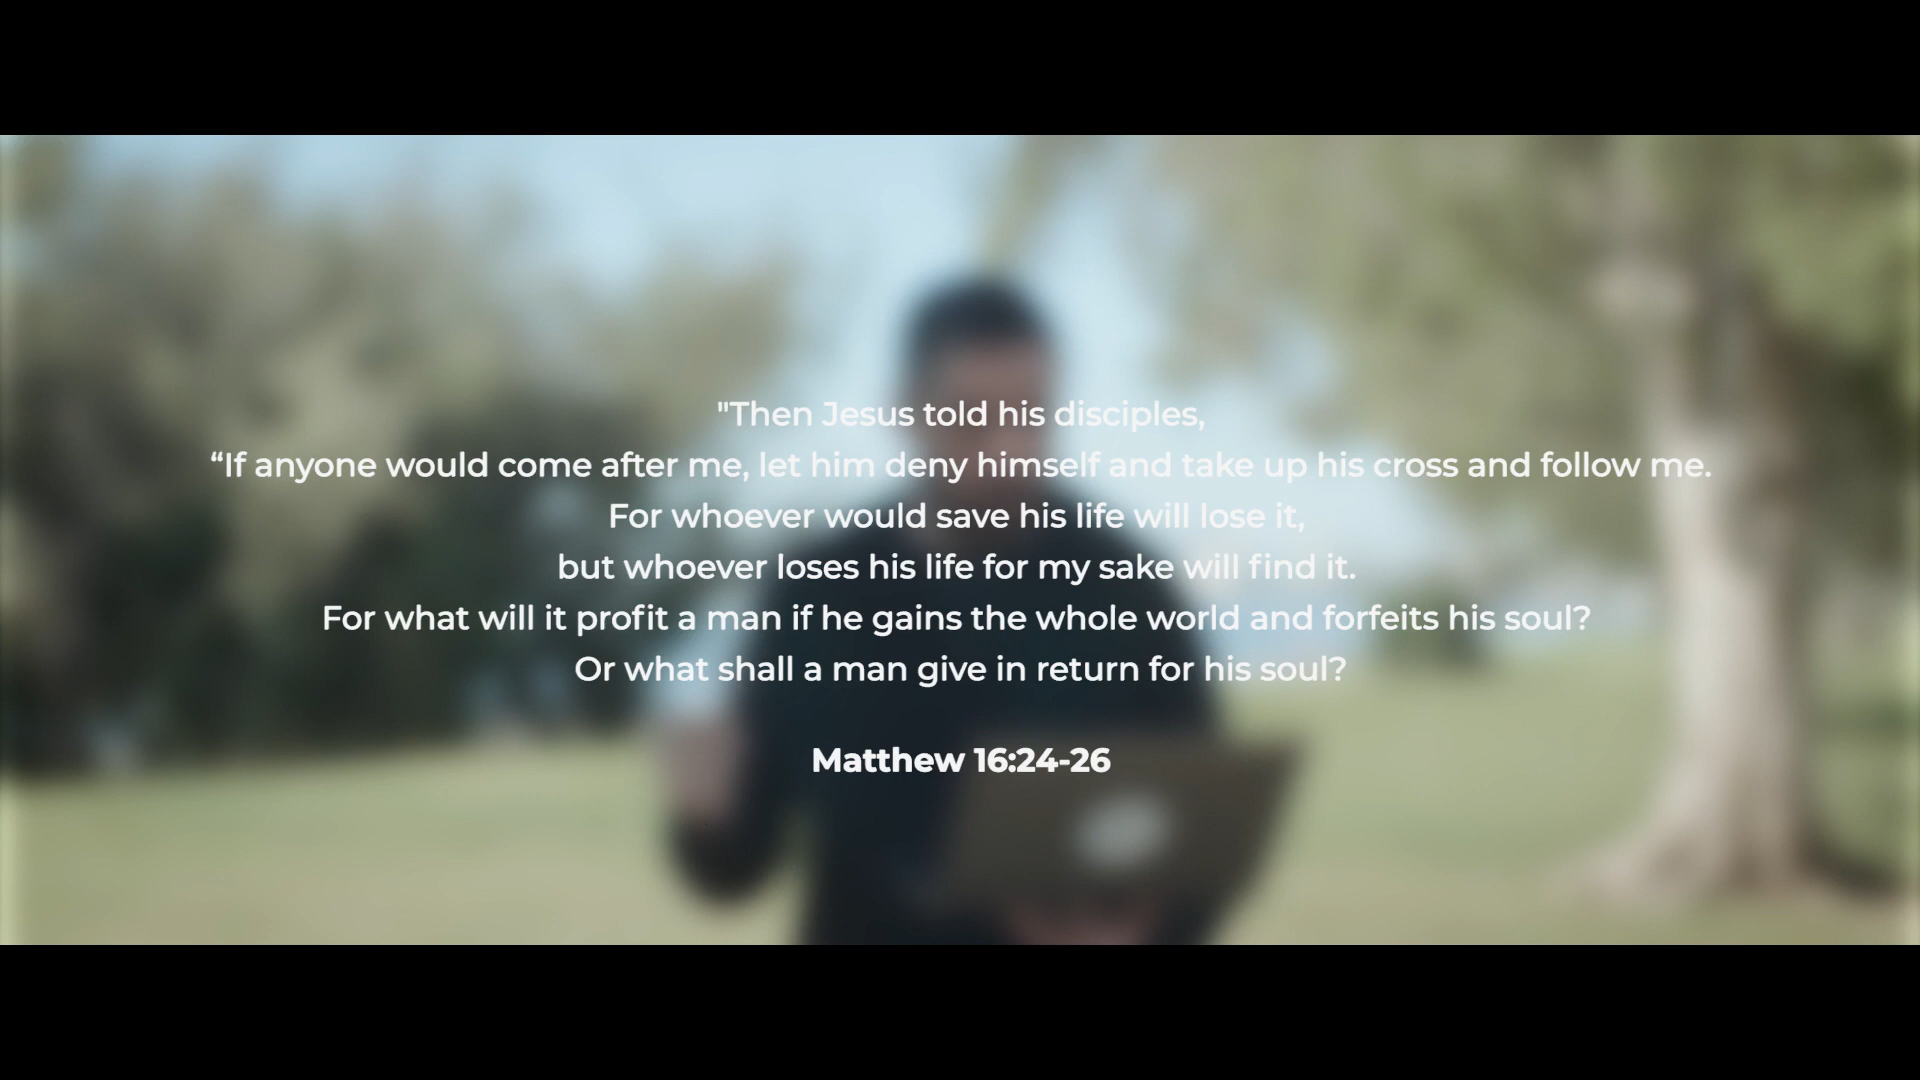 "Then Jesus told his disciples,
“If anyone would come after me, let him deny himself and take up his cross and follow me.
For whoever would save his life will lose it,
but whoever loses his life for my sake will find it.
For what will it profit a man if he gains the whole world and forfeits his soul?
Or what shall a man give in return for his soul?
Matthew 16:24-26